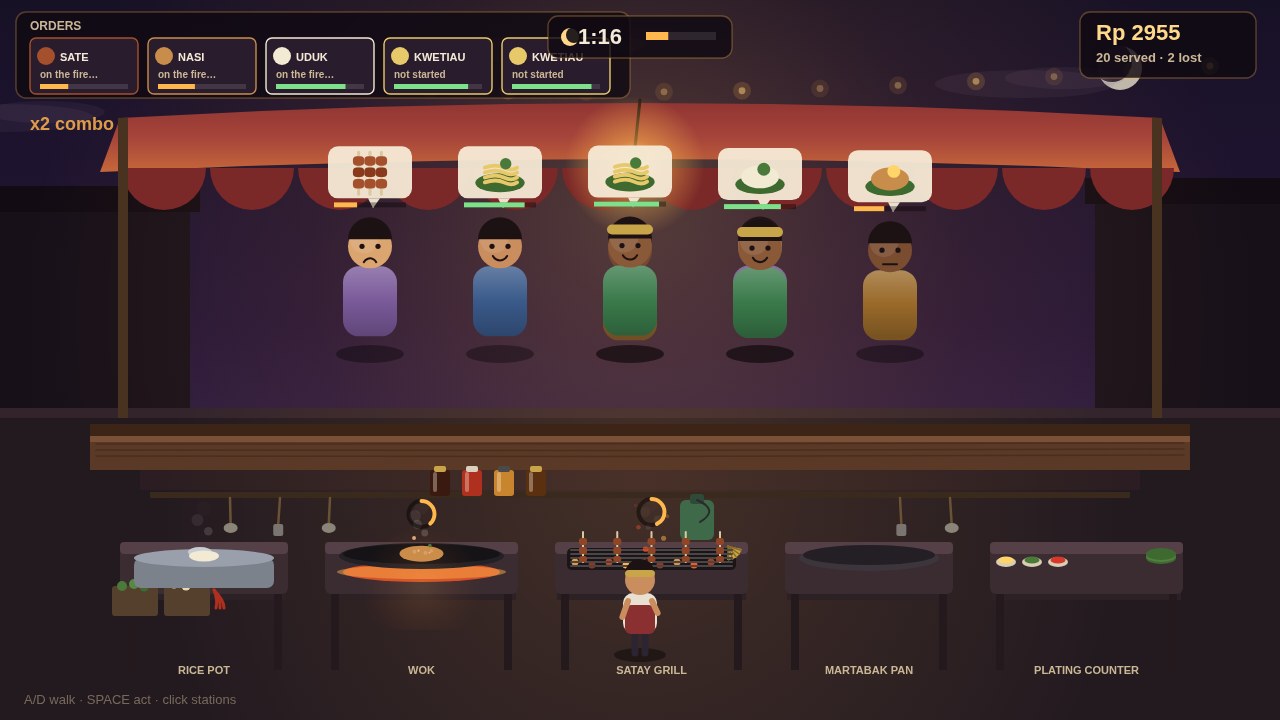 ORDERS
SATE
on the fire...
NASI
on the fire...
UDUK
on the fire...
KWETIAU
not started
KWETIAU
not started
1:16
Rp 2955
20 served · 2 lost
x2 combo
RICE POT
WOK
SATAY GRILL
MARTABAK PAN
PLATING COUNTER
A/D walk · SPACE act · click stations